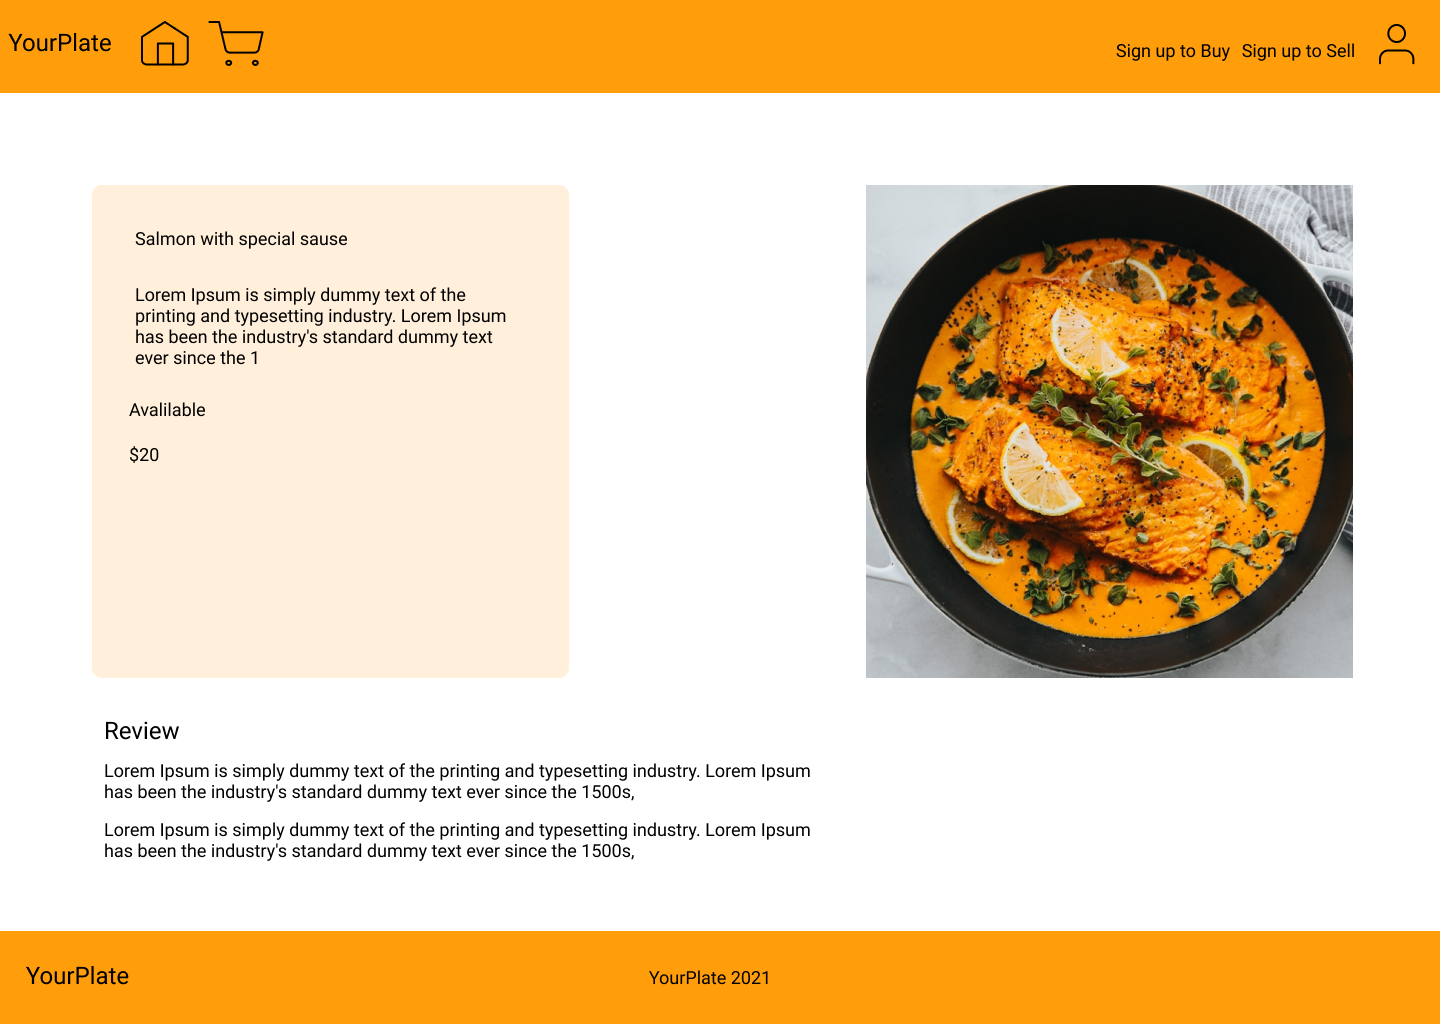 YourPlate
Sign up to Buy Sign up to Sell
Salmon with special sause
Lorem Ipsum is simply dummy text of the
printing and typesetting industry. Lorem Ipsum
has been the industry's standard dummy text
ever since the 1
Avalilable
$20
Review
Lorem Ipsum is simply dummy text of the printing and typesetting industry. Lorem Ipsum
has been the industry's standard dummy text ever since the 1500s,
Lorem Ipsum is simply dummy text of the printing and typesetting industry. Lorem Ipsum
has been the industry's standard dummy text ever since the 1500s,
YourPlate
YourPlate 2021